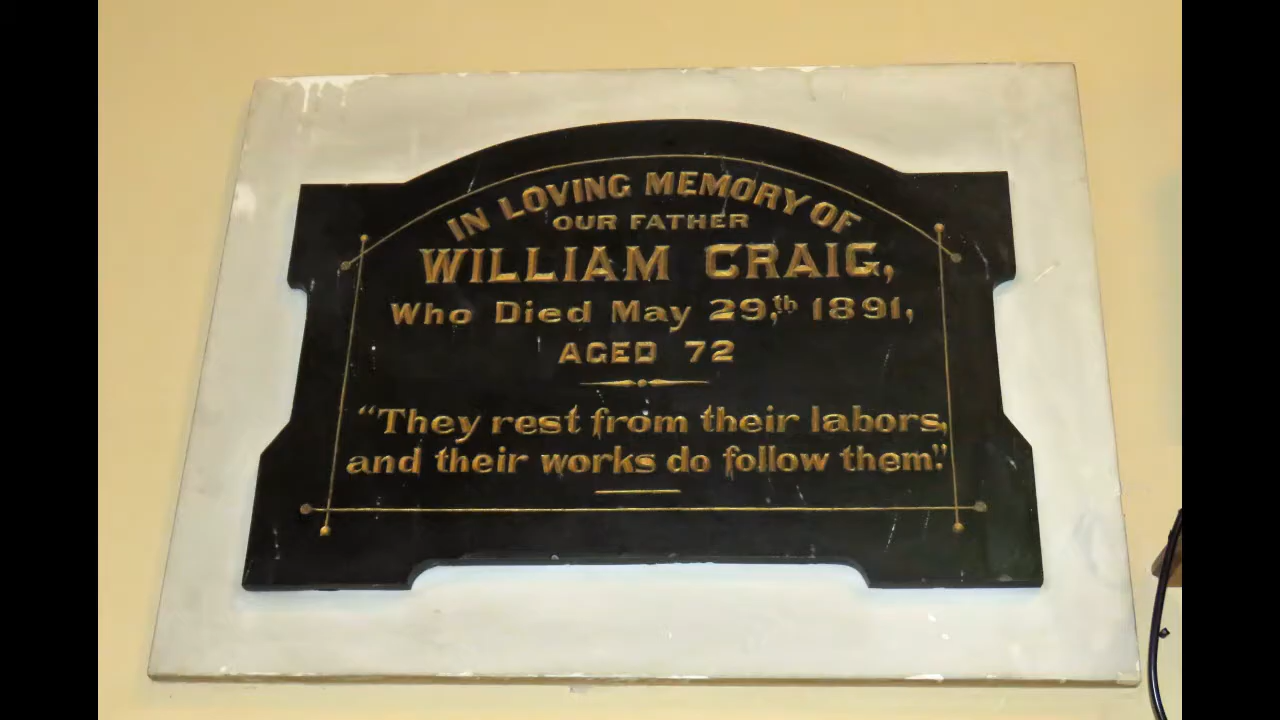 IN LOVING MEMORY OF
OUR FATHER
WILLIAM CRAIG,
Who Died May 29,th 1891,
AGED 72
“They rest from their labors,
and their works do follow them.”